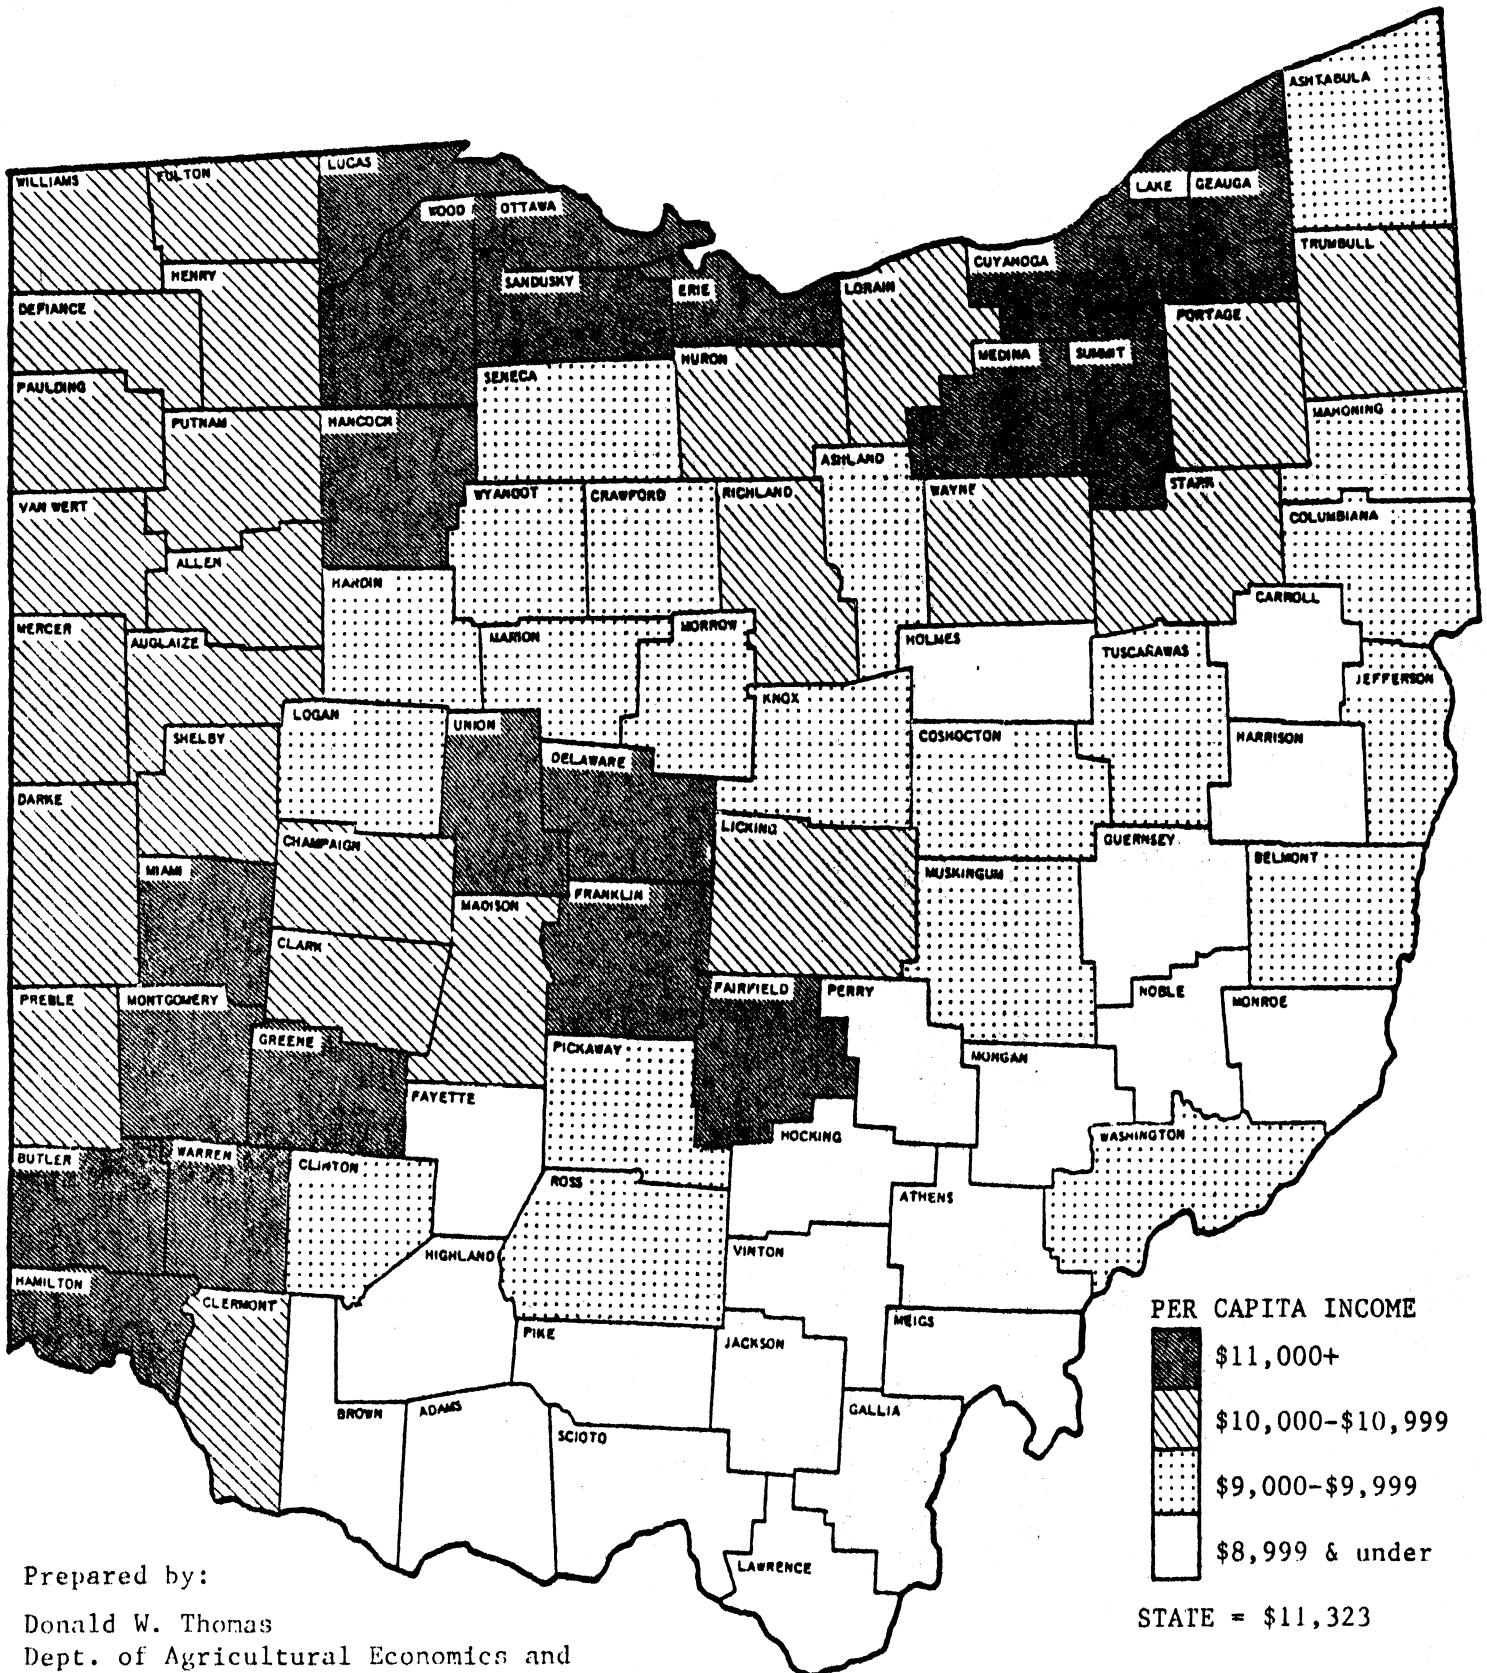 ASHTABULA
LAKE GEAUGA
LUCAS
WILLIAMS FULTON
WOOD OTTAWA
TRUMBULL
CUYAHOGA
HENRY
SANDUSKY ERIE LORAIN
DEFIANCE
PORTAGE
MEDINA SUMMIT
HURON
SENECA
PAULDING
MAHONING
PUTNAM HANCOCK
ASHLAND
STARK
WYANDOT CRAWFORD RICHLAND WAYNE
VAN WERT
COLUMBIANA
ALLEN
HARDIN
CARROLL
MERCER
AUGLAIZE MARION MORROW HOLMES
TUSCARAWAS
JEFFERSON
KNOX
LOGAN UNION
SHELBY COSHOCTON HARRISON
DELAWARE
DARKE
LICKING
CHAMPAIGN GUERNSEY
BELMONT
MIAMI MUSKINGUM
FRANKLIN
MADISON
CLARK
FAIRFIELD PERRY NOBLE
PREBLE MONTGOMERY MONROE
GREENE
PICKAWAY MORGAN
FAYETTE
HOCKING WASHINGTON
BUTLER WARREN
CLINTON
ROSS
ATHENS
HIGHLAND VINTON
HAMILTON
CLERMONT
MEIGS
PIKE
JACKSON
BROWN ADAMS GALLIA
SCIOTO
LAWRENCE
PER CAPITA INCOME
$11,000+
$10,000-$10,999
$9,000-$9,999
$8,999 & under
STATE = $11,323
Prepared by:
Donald W. Thomas
Dept. of Agricultural Economics and